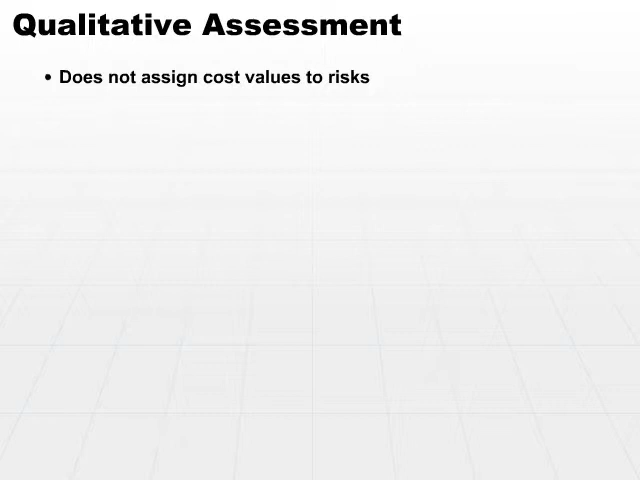 Qualitative Assessment
• Does not assign cost values to risks